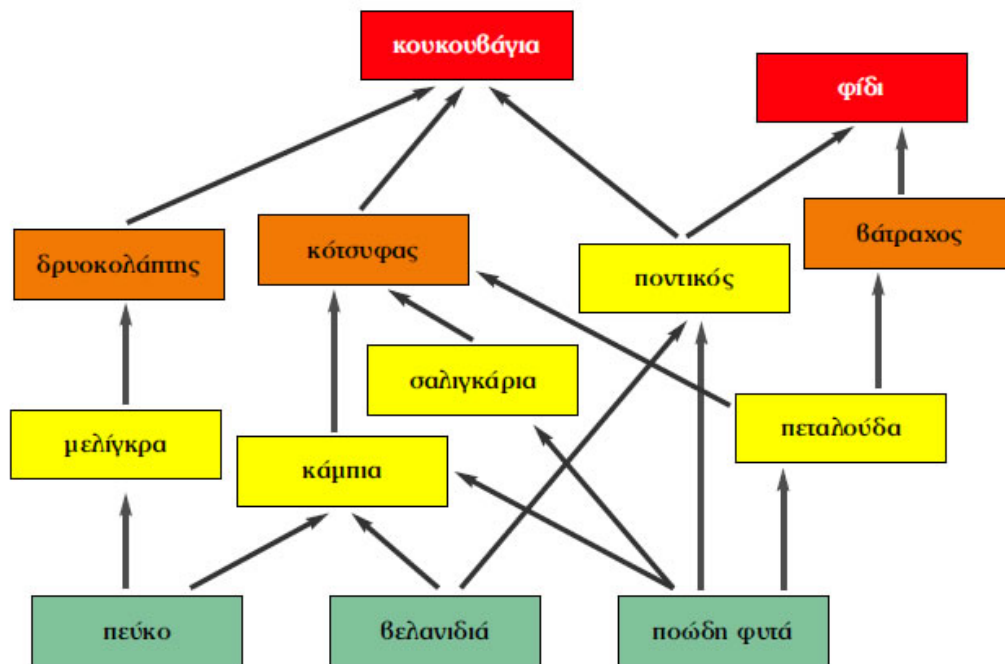 κουκουβάγια
φίδι
δρυοκολάπτης
κότσυφας
ποντικός
βάτραχος
σαλιγκάρια
μελίγκρα
κάμπια
πεταλούδα
πεύκο
βελανιδιά
ποώδη φυτά